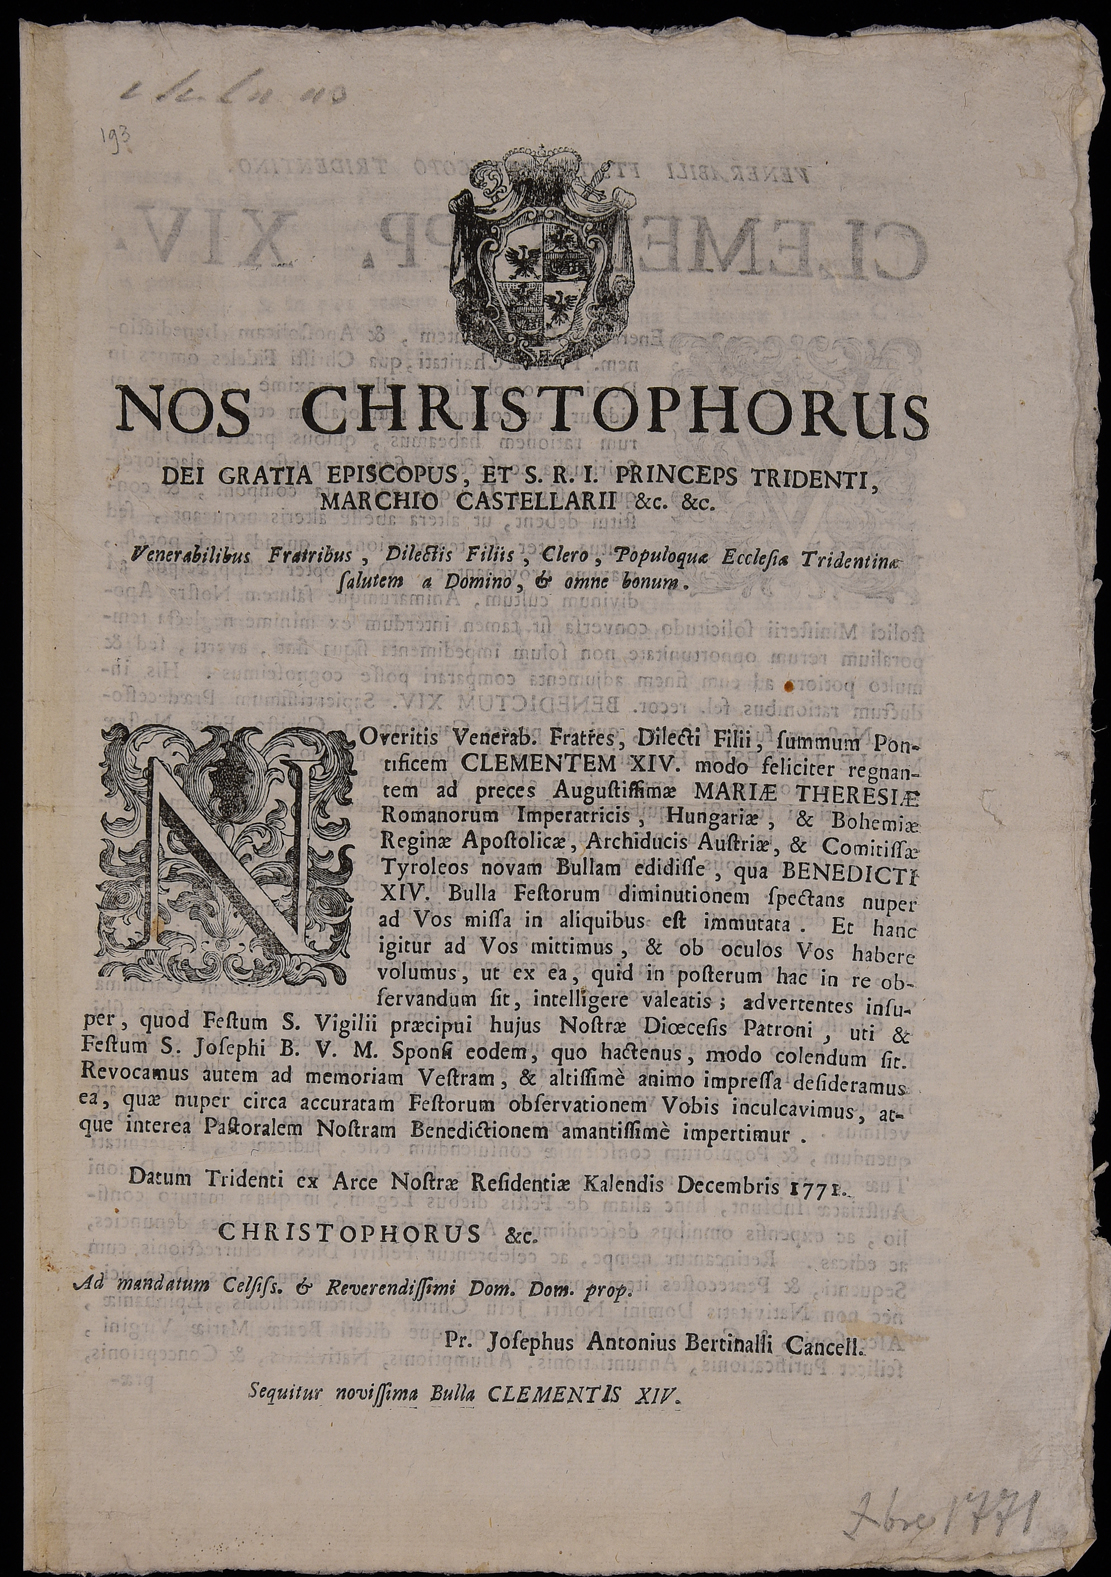 193
NOS CHRISTOPHORUS
DEI GRATIA EPISCOPUS, ET S. R. I. PRINCEPS TRIDENTI,
MARCHIO CASTELLARII &c. &c.
Venerabilibus Fratribus, Dilectis Filiis, Clero, Populoquæ Ecclesiæ Tridentinæ
ſalutem a Domino, & omne bonum.
NOveritis Venerab. Fratres, Dilecti Filii, ſummum Pon-
tificem CLEMENTEM XIV. modo feliciter regnan-
tem ad preces Auguſtiſſimæ MARIÆ THERESIÆ
Romanorum Imperatricis, Hungariæ, & Bohemiæ
Reginæ Apoſtolicæ, Archiducis Auſtriæ, & Comitiſſæ
Tyroleos novam Bullam edidiſſe, qua BENEDICTI
XIV. Bulla Feſtorum diminutionem ſpectans nuper
ad Vos miſſa in aliquibus eſt immutata. Et hanc
igitur ad Vos mittimus, & ob oculos Vos habere
volumus, ut ex ea, quid in poſterum hac in re ob-
ſervandum ſit, intelligere valeatis; advertentes inſu-
per, quod Feſtum S. Vigilii præcipui hujus Noſtræ Diœceſis Patroni, uti &
Feſtum S. Joſephi B. V. M. Sponſi eodem, quo hactenus, modo colendum ſit.
Revocamus autem ad memoriam Veſtram, & altiſſimè animo impreſſa deſideramus
ea, quæ nuper circa accuratam Feſtorum obſervationem Vobis inculcavimus, at-
que interea Paſtoralem Noſtram Benedictionem amantiſſimè impertimur.
Datum Tridenti ex Arce Noſtræ Reſidentiæ Kalendis Decembris 1771.
CHRISTOPHORUS &c.
Ad mandatum Celſiſs. & Reverendiſſimi Dom. Dom. prop.
Pr. Joſephus Antonius Bertinalli Cancell.
Sequitur noviſſima Bulla CLEMENTIS XIV.
Xbre 1771